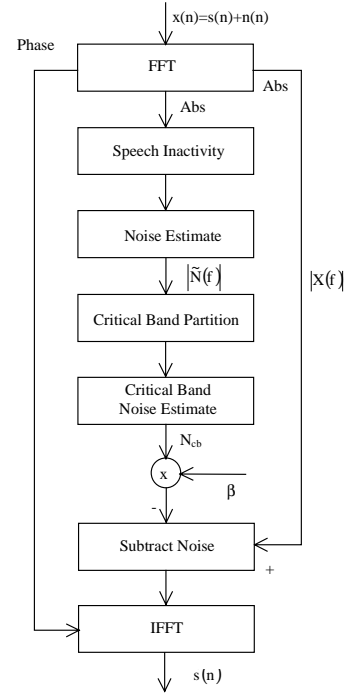 x(n)=s(n)+n(n)
Phase
FFT
Abs
Abs
Speech Inactivity
Noise Estimate
|Ñ(f)|
|X(f)|
Critical Band Partition
Critical Band
Noise Estimate
N_cb
x
β
-
Subtract Noise
+
IFFT
s(n)